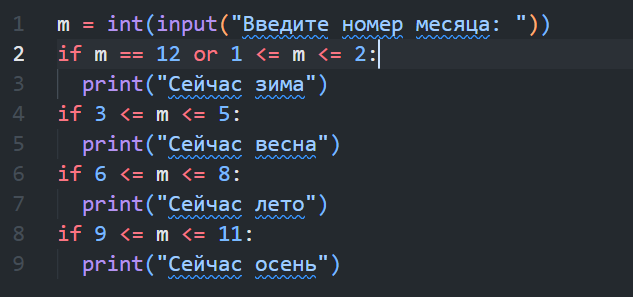 1 m = int(input("Введите номер месяца: "))
2 if m == 12 or 1 <= m <= 2:
3   print("Сейчас зима")
4 if 3 <= m <= 5:
5   print("Сейчас весна")
6 if 6 <= m <= 8:
7   print("Сейчас лето")
8 if 9 <= m <= 11:
9   print("Сейчас осень")